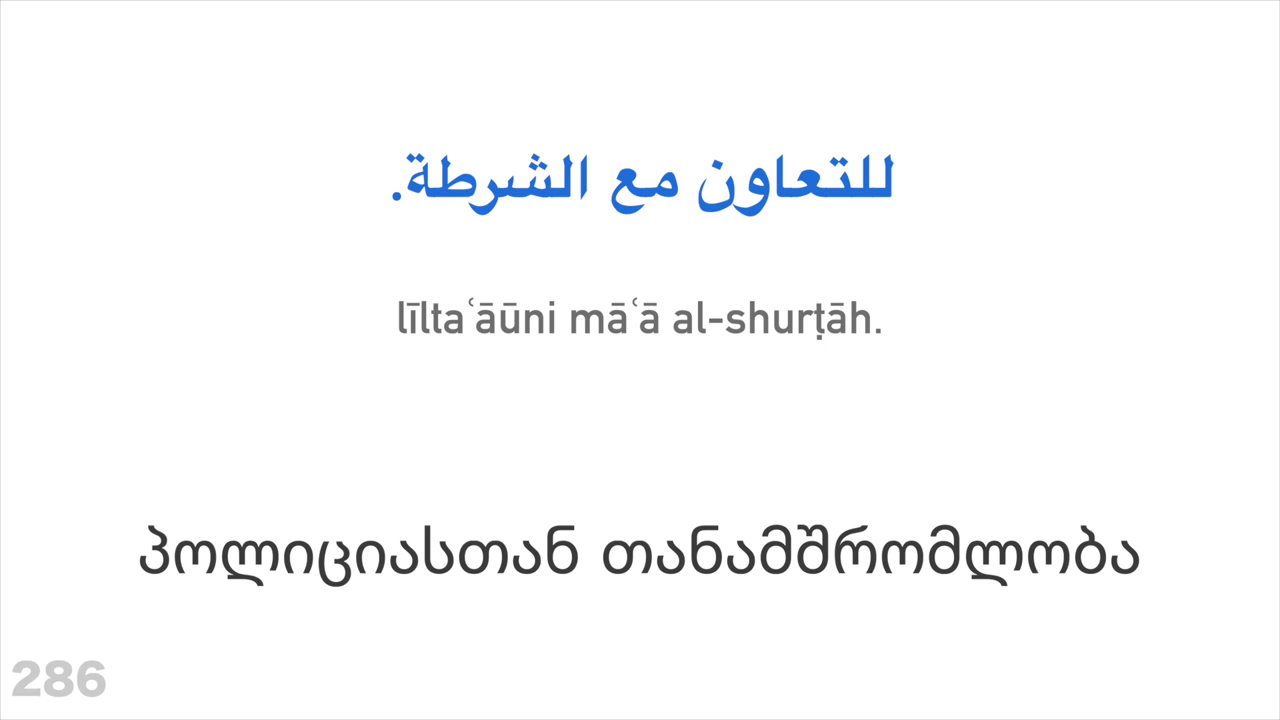 للتعاون مع الشرطة.
līltaʿāūni māʿā al-shurṭāh.
პოლიციასთან თანამშრომლობა
286